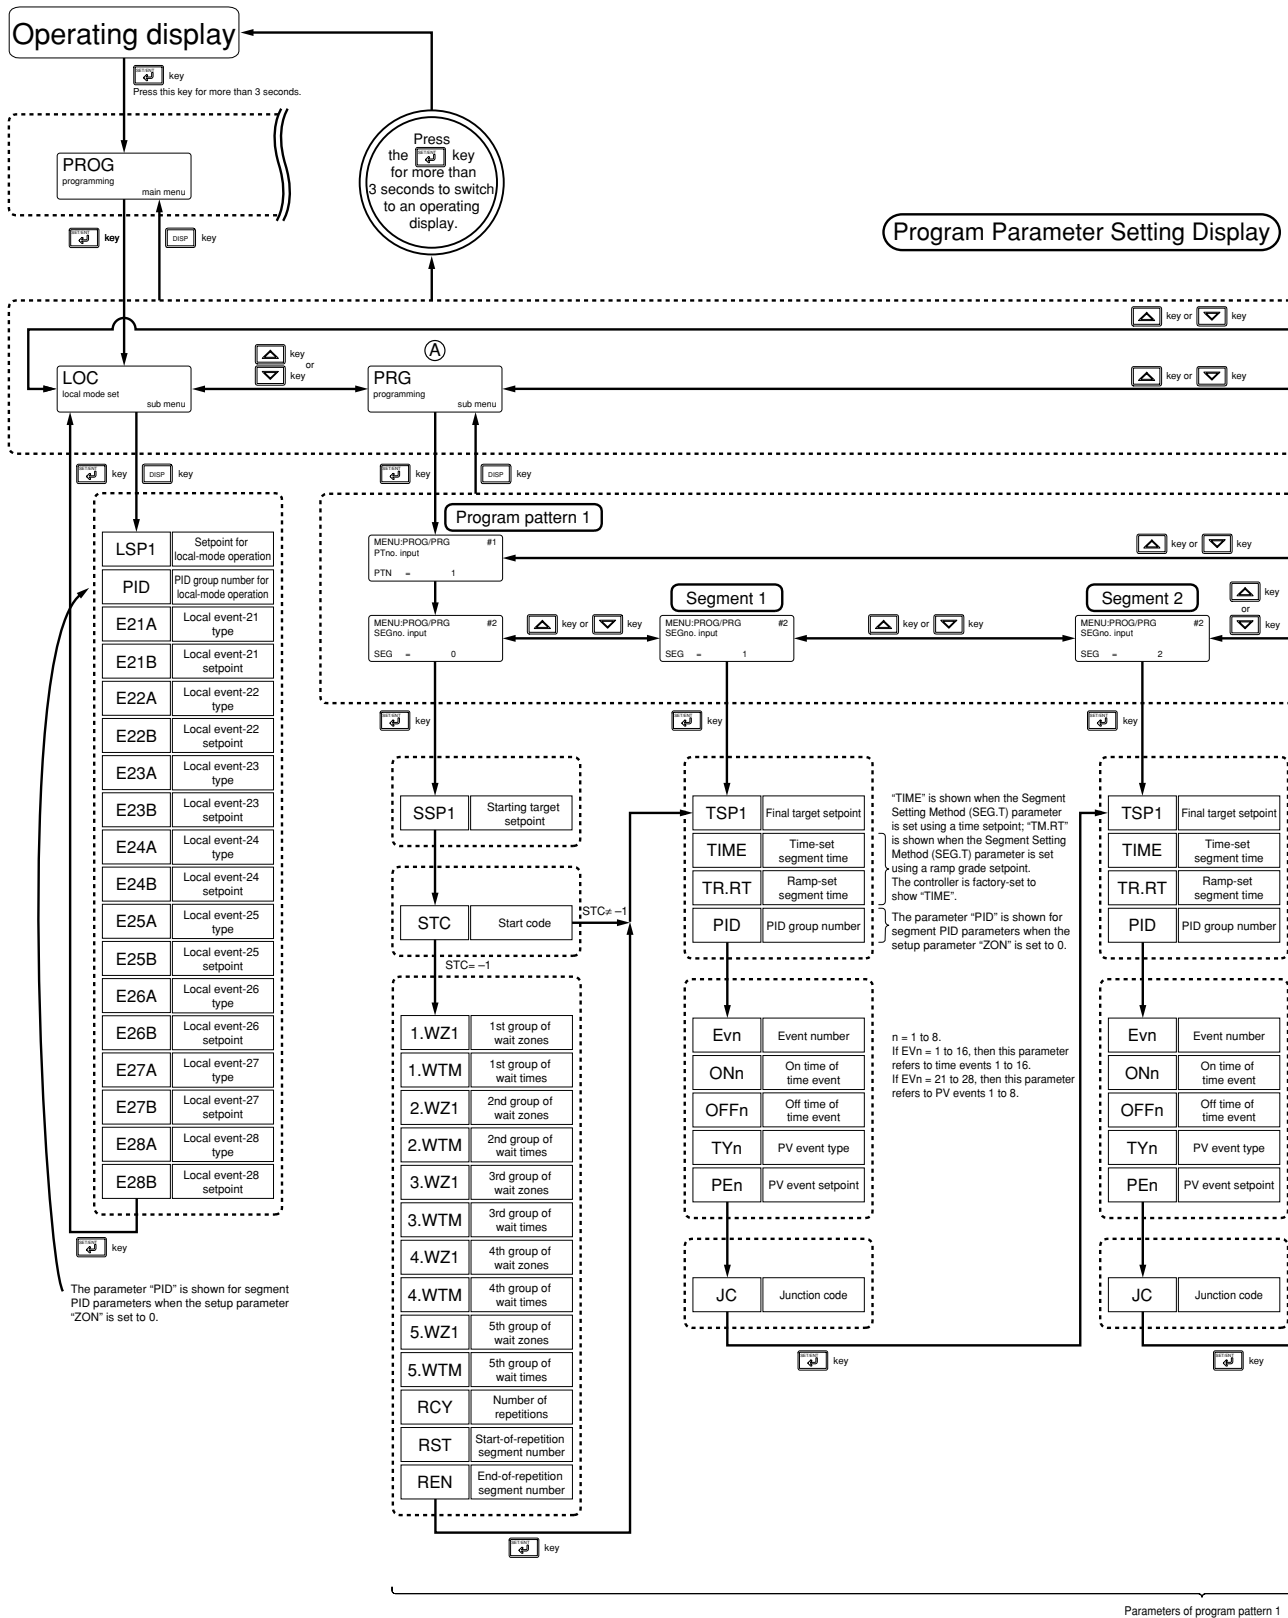 Operating display
SET/ENT
key
Press this key for more than 3 seconds.
PROG
programming
main menu
Press
the SET/ENT key
for more than
3 seconds to switch
to an operating
display.
SET/ENT
key
DISP
key
Program Parameter Setting Display
key or
key
LOC
local mode set
sub menu
key
or
key
A
PRG
programming
sub menu
key or
key
SET/ENT
key
DISP
key
SET/ENT
key
DISP
key
Program pattern 1
MENU:PROG/PRG #1
PTno. input
PTN = 1
key or
key
Segment 1
Segment 2
MENU:PROG/PRG #2
SEGno. input
SEG = 0
key or
key
MENU:PROG/PRG #2
SEGno. input
SEG = 1
key or
key
MENU:PROG/PRG #2
SEGno. input
SEG = 2
key
or
key
SET/ENT
key
SET/ENT
key
SET/ENT
key
LSP1
Setpoint for
local-mode operation
PID
PID group number for
local-mode operation
E21A
Local event-21
type
E21B
Local event-21
setpoint
E22A
Local event-22
type
E22B
Local event-22
setpoint
E23A
Local event-23
type
E23B
Local event-23
setpoint
E24A
Local event-24
type
E24B
Local event-24
setpoint
E25A
Local event-25
type
E25B
Local event-25
setpoint
E26A
Local event-26
type
E26B
Local event-26
setpoint
E27A
Local event-27
type
E27B
Local event-27
setpoint
E28A
Local event-28
type
E28B
Local event-28
setpoint
SET/ENT
key
The parameter “PID” is shown for segment
PID parameters when the setup parameter
“ZON” is set to 0.
SSP1
Starting target
setpoint
STC
Start code
STC≠ –1
STC= –1
1.WZ1
1st group of
wait zones
1.WTM
1st group of
wait times
2.WZ1
2nd group of
wait zones
2.WTM
2nd group of
wait times
3.WZ1
3rd group of
wait zones
3.WTM
3rd group of
wait times
4.WZ1
4th group of
wait zones
4.WTM
4th group of
wait times
5.WZ1
5th group of
wait zones
5.WTM
5th group of
wait times
RCY
Number of
repetitions
RST
Start-of-repetition
segment number
REN
End-of-repetition
segment number
SET/ENT
key
TSP1
Final target setpoint
TIME
Time-set
segment time
TR.RT
Ramp-set
segment time
PID
PID group number
“TIME” is shown when the Segment
Setting Method (SEG.T) parameter
is set using a time setpoint; “TM.RT”
is shown when the Segment Setting
Method (SEG.T) parameter is set
using a ramp grade setpoint.
The controller is factory-set to
show “TIME”.
The parameter “PID” is shown for
segment PID parameters when the
setup parameter “ZON” is set to 0.
Evn
Event number
ONn
On time of
time event
OFFn
Off time of
time event
TYn
PV event type
PEn
PV event setpoint
n = 1 to 8.
If EVn = 1 to 16, then this parameter
refers to time events 1 to 16.
If EVn = 21 to 28, then this parameter
refers to PV events 1 to 8.
JC
Junction code
SET/ENT
key
TSP1
Final target setpoint
TIME
Time-set
segment time
TR.RT
Ramp-set
segment time
PID
PID group number
Evn
Event number
ONn
On time of
time event
OFFn
Off time of
time event
TYn
PV event type
PEn
PV event setpoint
JC
Junction code
SET/ENT
key
Parameters of program pattern 1